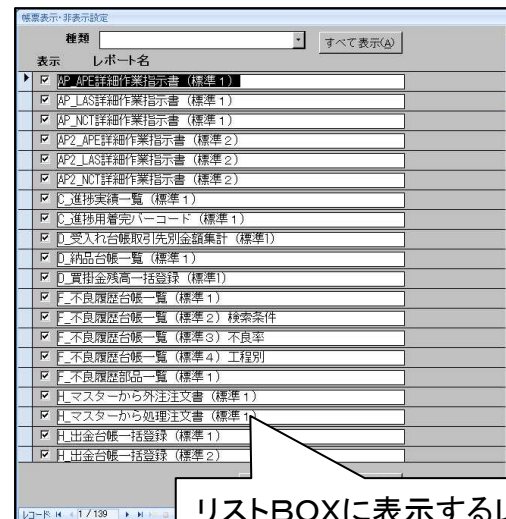 帳票表示・非表示設定
種類 すべて表示(A)
表示 レポート名
AP_APE詳細作業指示書（標準１）
AP_LAS詳細作業指示書（標準１）
AP_NCT詳細作業指示書（標準１）
AP2_APE詳細作業指示書（標準２）
AP2_LAS詳細作業指示書（標準２）
AP2_NCT詳細作業指示書（標準２）
C_進捗実績一覧（標準１）
C_進捗用着完バーコード（標準１）
D_受入れ台帳取引先別金額集計（標準1）
D_納品台帳一覧（標準１）
D_買掛金残高一括登録（標準1）
F_不良履歴台帳一覧（標準１）
F_不良履歴台帳一覧（標準２）検索条件
F_不良履歴台帳一覧（標準３）不良率
F_不良履歴台帳一覧（標準４）工程別
F_不良履歴部品一覧（標準１）
H_マスターから外注注文書（標準１）
H_マスターから処理注文書（標準１）
H_出金台帳一括登録（標準１）
H_出金台帳一括登録（標準２）
レコード 1 / 139
リストBOXに表示する